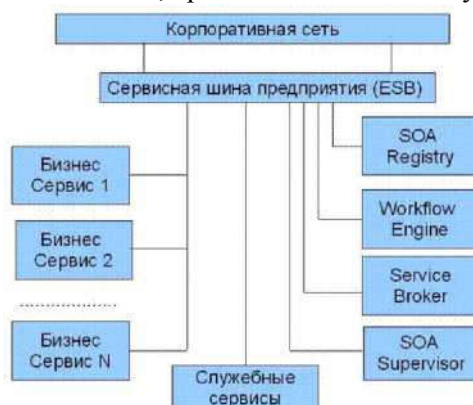 Корпоративная сеть
Сервисная шина предприятия (ESB)
Бизнес
Сервис 1
Бизнес
Сервис 2
Бизнес
Сервис N
Служебные
сервисы
SOA
Registry
Workflow
Engine
Service
Broker
SOA
Supervisor